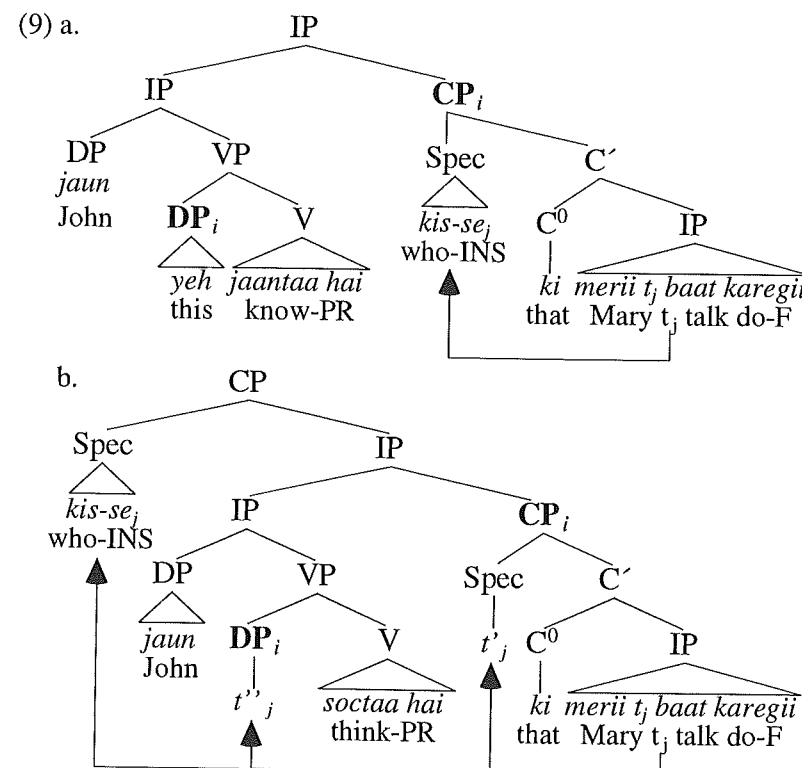 (9) a. IP
IP CPᵢ
DP VP Spec C′
jaun
John DPᵢ V kis-seⱼ C⁰ IP
who-INS
yeh jaantaa hai ki merii tⱼ baat karegii
this know-PR that Mary tⱼ talk do-F
b. CP
Spec IP
kis-seⱼ IP CPᵢ
who-INS
DP VP Spec C′
jaun DPᵢ V t'ⱼ C⁰ IP
John
t''ⱼ soctaa hai ki merii tⱼ baat karegii
think-PR that Mary tⱼ talk do-F